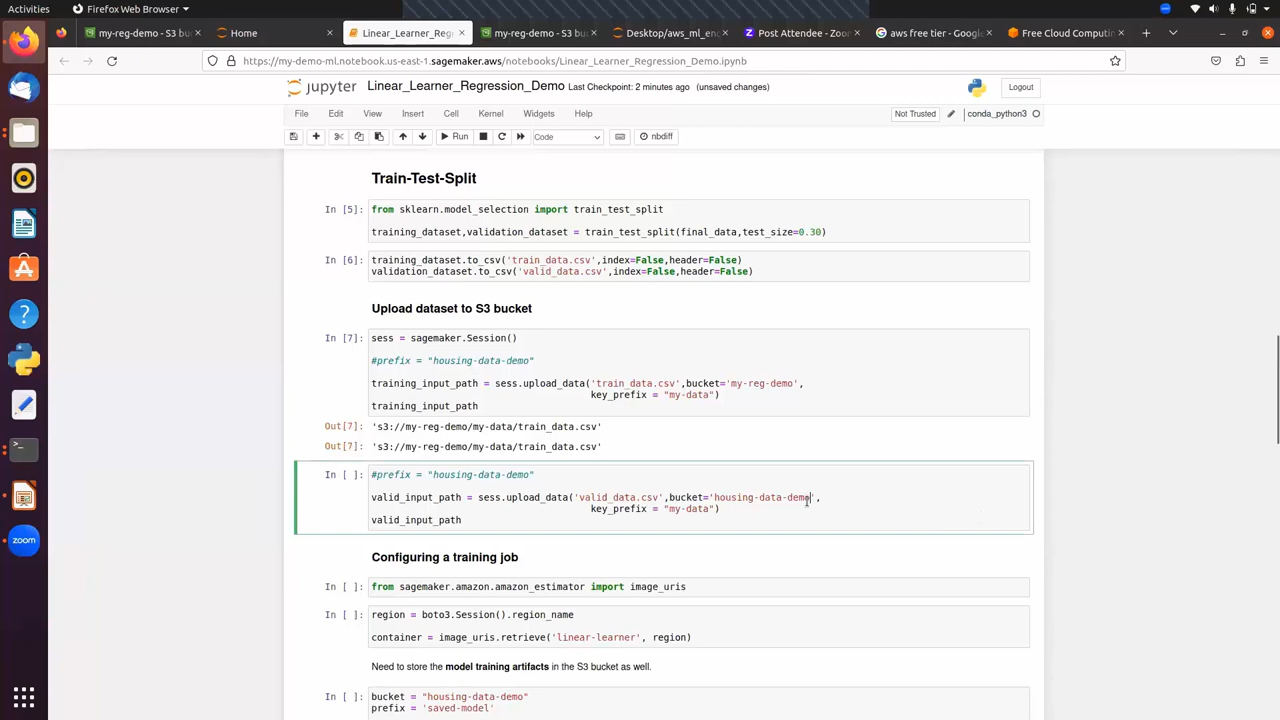 Activities
Firefox Web Browser
my-reg-demo - S3 b
Home
Linear_Learner_Reg
my-reg-demo - S3 bu
Desktop/aws_ml_enc
Post Attendee - Zoom
aws free tier - Google
Free Cloud Computin
https://my-demo-ml.notebook.us-east-1.sagemaker.aws/notebooks/Linear_Learner_Regression_Demo.ipynb
jupyter Linear_Learner_Regression_Demo Last Checkpoint: 2 minutes ago (unsaved changes)
Logout
File Edit View Insert Cell Kernel Widgets Help
Not Trusted
conda_python3
Run
Code
nbdiff
Train-Test-Split
In [5]: from sklearn.model_selection import train_test_split
training_dataset,validation_dataset = train_test_split(final_data,test_size=0.30)
In [6]: training_dataset.to_csv('train_data.csv',index=False,header=False)
validation_dataset.to_csv('valid_data.csv',index=False,header=False)
Upload dataset to S3 bucket
In [7]: sess = sagemaker.Session()
#prefix = "housing-data-demo"
training_input_path = sess.upload_data('train_data.csv',bucket='my-reg-demo',
key_prefix = "my-data")
training_input_path
Out[7]: 's3://my-reg-demo/my-data/train_data.csv'
Out[7]: 's3://my-reg-demo/my-data/train_data.csv'
In [ ]: #prefix = "housing-data-demo"
valid_input_path = sess.upload_data('valid_data.csv',bucket='housing-data-demo',
key_prefix = "my-data")
valid_input_path
Configuring a training job
In [ ]: from sagemaker.amazon.amazon_estimator import image_uris
In [ ]: region = boto3.Session().region_name
container = image_uris.retrieve('linear-learner', region)
Need to store the model training artifacts in the S3 bucket as well.
In [ ]: bucket = "housing-data-demo"
prefix = 'saved-model'
zoom